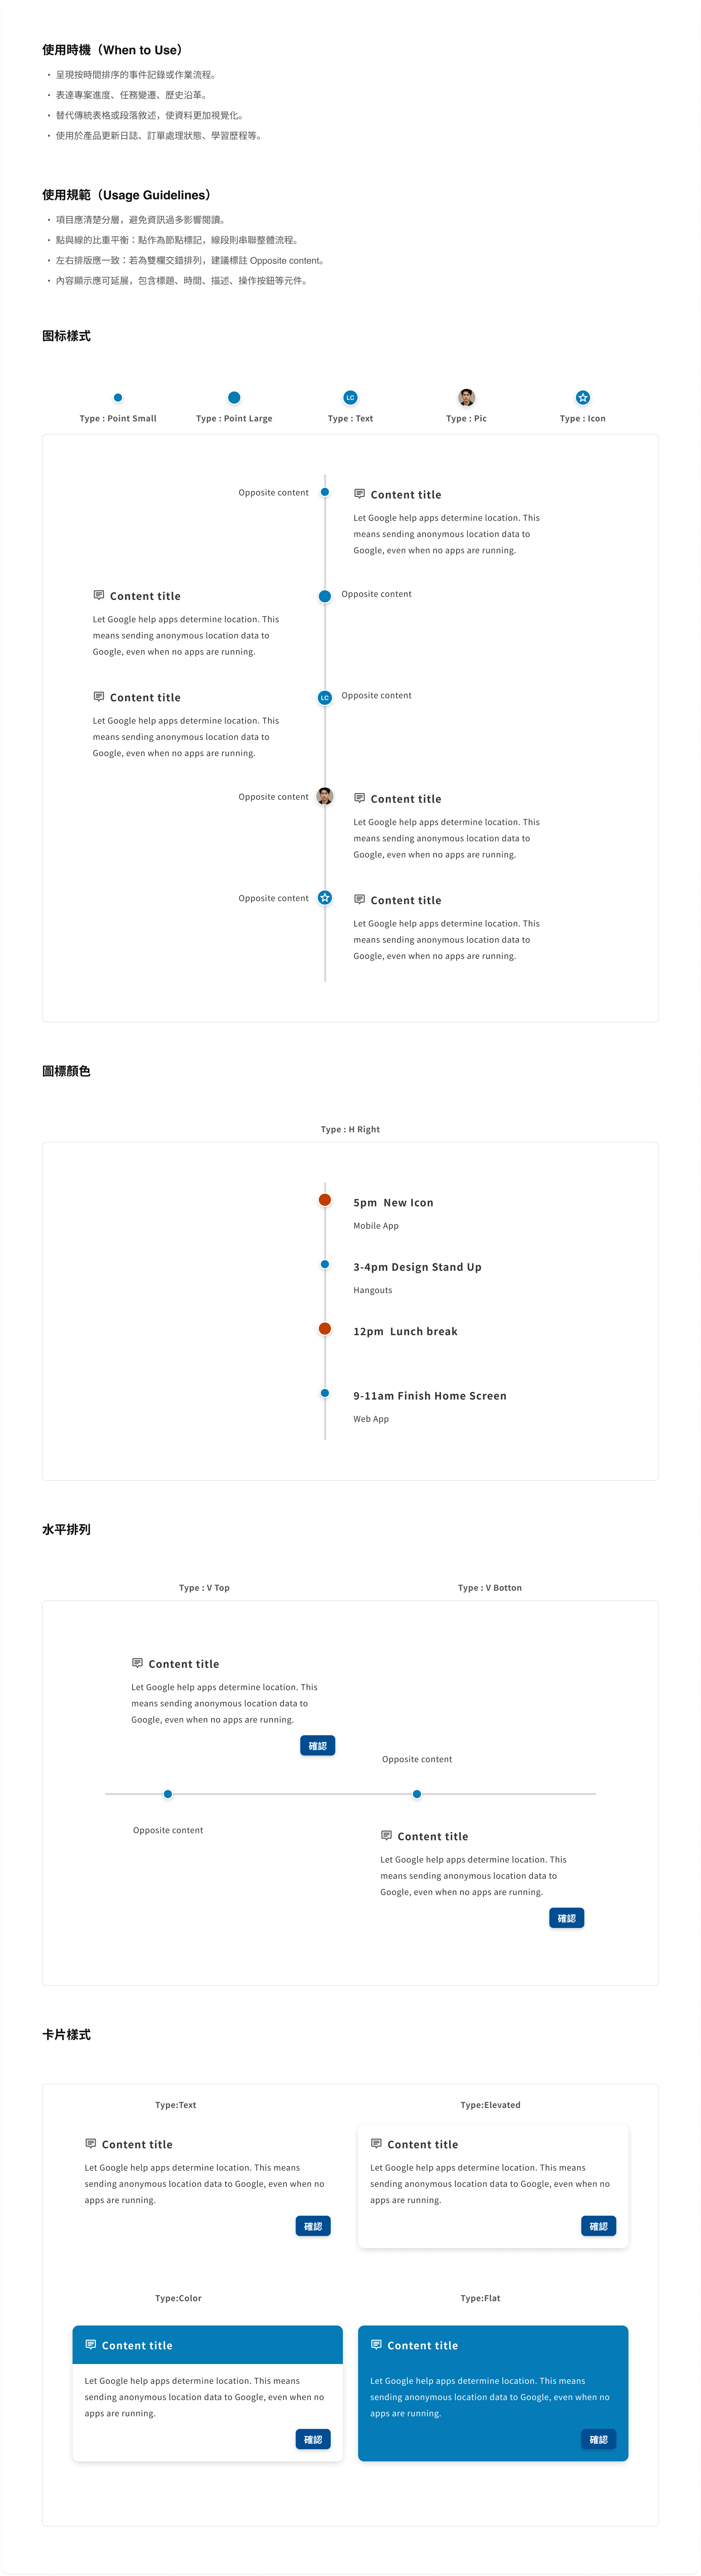 使用時機（When to Use）
• 呈現按時間排序的事件記錄或作業流程。
• 表達專案進度、任務變遷、歷史沿革。
• 替代傳統表格或段落敘述，使資料更加視覺化。
• 使用於產品更新日誌、訂單處理狀態、學習歷程等。
使用規範（Usage Guidelines）
• 項目應清楚分層，避免資訊過多影響閱讀。
• 點與線的比重平衡：點作為節點標記，線段則串聯整體流程。
• 左右排版應一致：若為雙欄交錯排列，建議標註 Opposite content。
• 內容顯示應可延展，包含標題、時間、描述、操作按鈕等元件。
图标樣式
LC
Type : Point Small
Type : Point Large
Type : Text
Type : Pic
Type : Icon
Opposite content
Content title
Let Google help apps determine location. This
means sending anonymous location data to
Google, even when no apps are running.
Content title
Opposite content
Let Google help apps determine location. This
means sending anonymous location data to
Google, even when no apps are running.
Content title
LC
Opposite content
Let Google help apps determine location. This
means sending anonymous location data to
Google, even when no apps are running.
Opposite content
Content title
Let Google help apps determine location. This
means sending anonymous location data to
Google, even when no apps are running.
Opposite content
Content title
Let Google help apps determine location. This
means sending anonymous location data to
Google, even when no apps are running.
圖標顏色
Type : H Right
5pm  New Icon
Mobile App
3-4pm Design Stand Up
Hangouts
12pm  Lunch break
9-11am Finish Home Screen
Web App
水平排列
Type : V Top
Type : V Botton
Content title
Let Google help apps determine location. This
means sending anonymous location data to
Google, even when no apps are running.
確認
Opposite content
Opposite content
Content title
Let Google help apps determine location. This
means sending anonymous location data to
Google, even when no apps are running.
確認
卡片樣式
Type:Text
Content title
Let Google help apps determine location. This means
sending anonymous location data to Google, even when no
apps are running.
確認
Type:Elevated
Content title
Let Google help apps determine location. This means
sending anonymous location data to Google, even when no
apps are running.
確認
Type:Color
Content title
Let Google help apps determine location. This means
sending anonymous location data to Google, even when no
apps are running.
確認
Type:Flat
Content title
Let Google help apps determine location. This means
sending anonymous location data to Google, even when no
apps are running.
確認